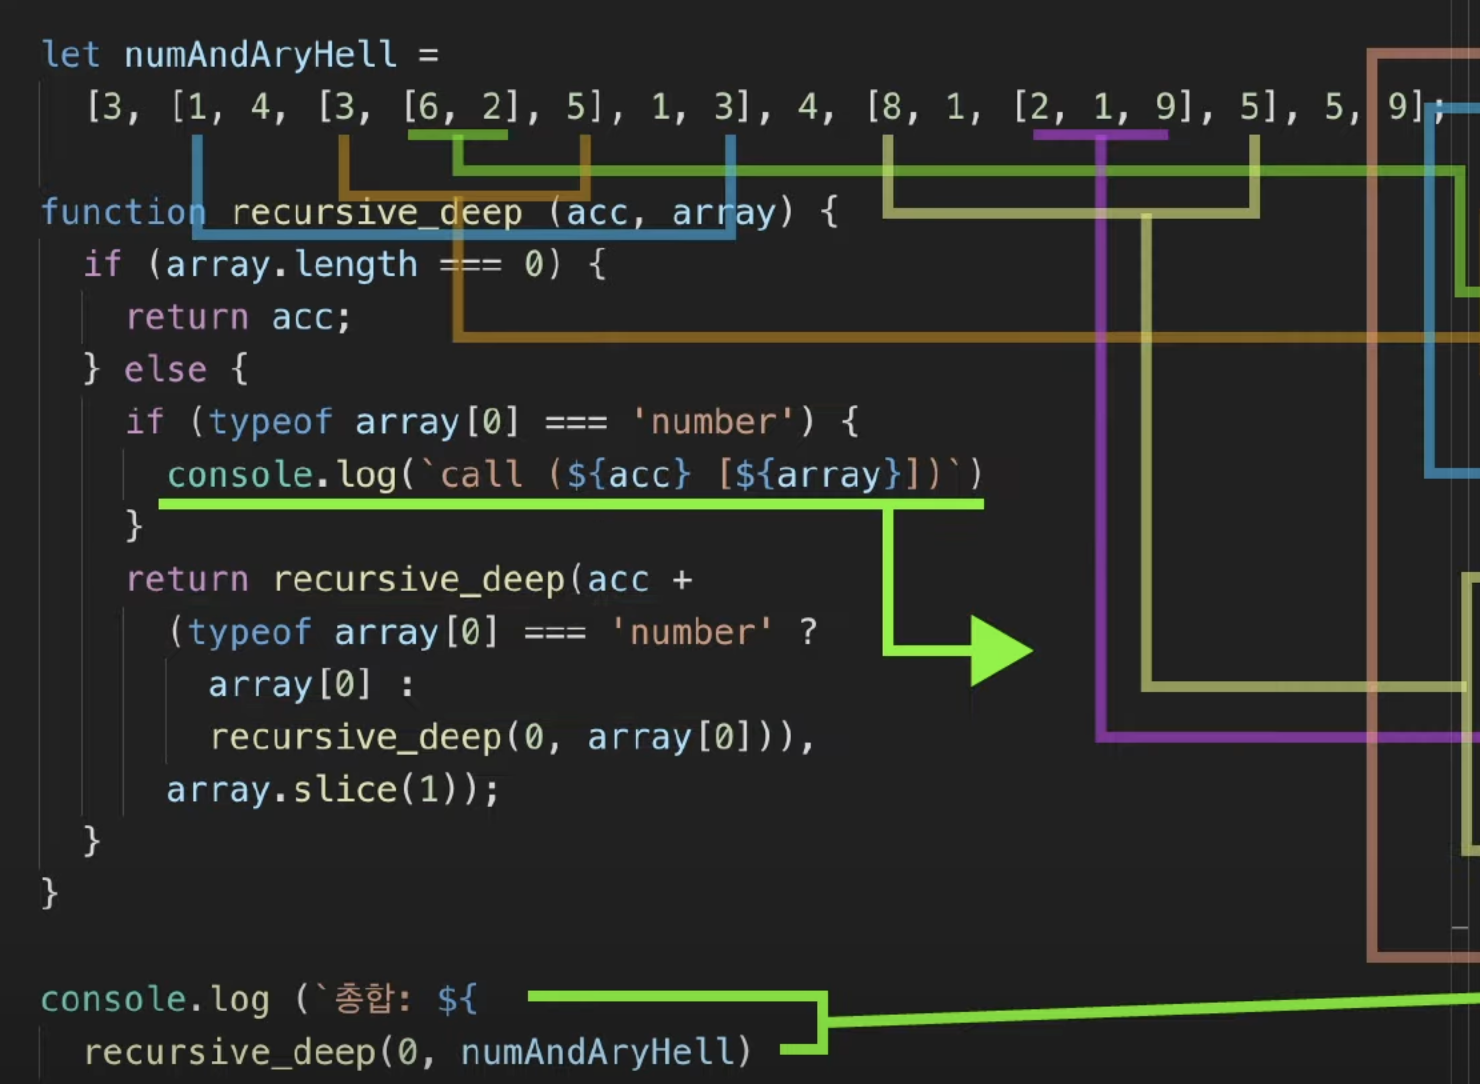 let numAndAryHell =
[3, [1, 4, [3, [6, 2], 5], 1, 3], 4, [8, 1, [2, 1, 9], 5], 5, 9];
function recursive_deep (acc, array) {
if (array.length === 0) {
return acc;
} else {
if (typeof array[0] === 'number') {
console.log(`call (${acc} [${array}])`)
}
return recursive_deep(acc +
(typeof array[0] === 'number' ?
array[0] :
recursive_deep(0, array[0])),
array.slice(1));
}
}
console.log (`총합: ${
recursive_deep(0, numAndAryHell)